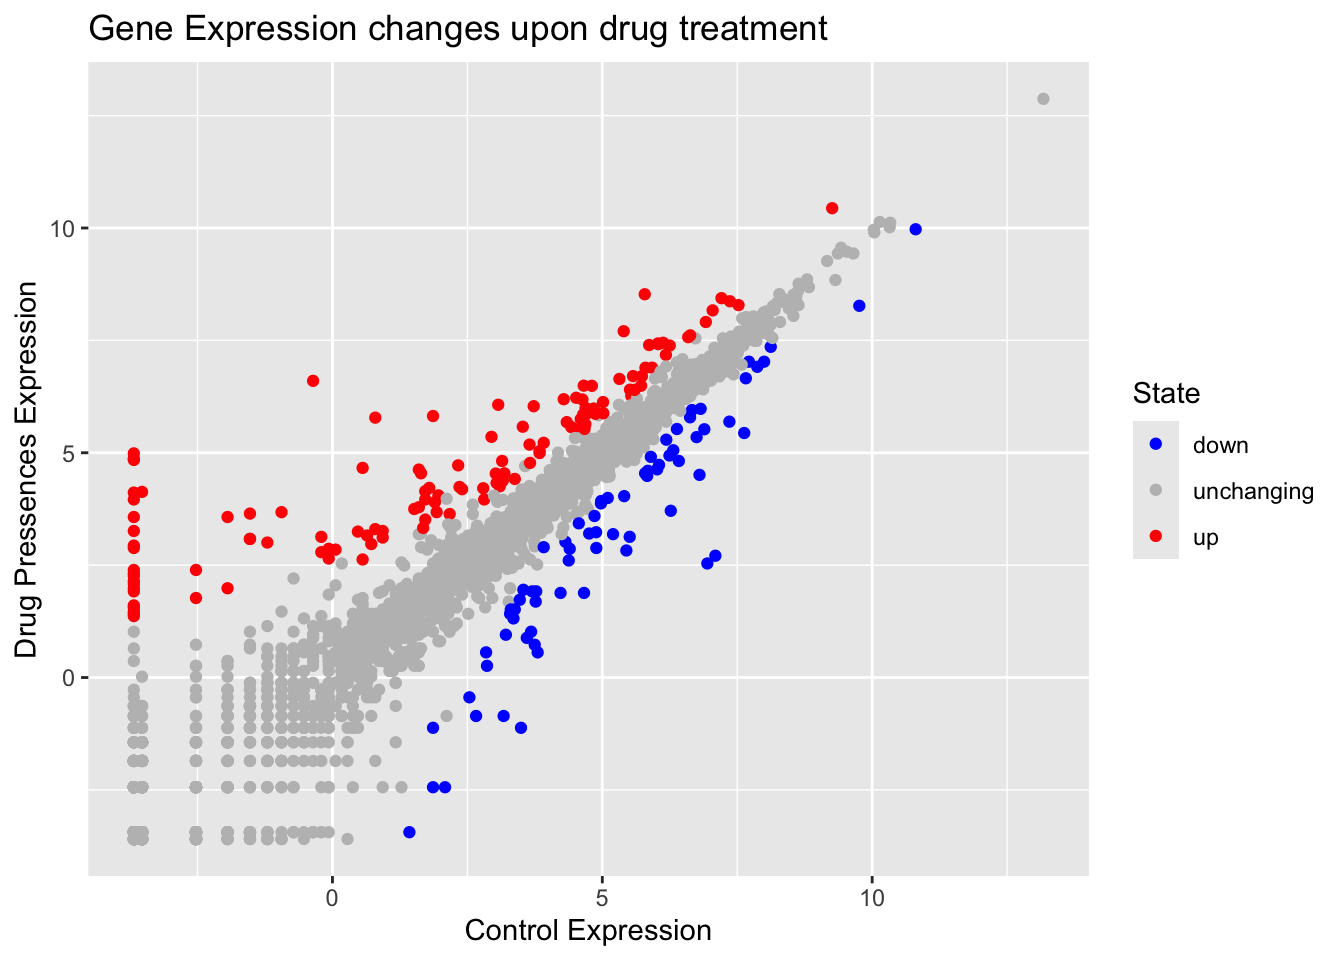 Gene Expression changes upon drug treatment
Drug Pressences Expression
10
5
0
0
5
10
Control Expression
State
down
unchanging
up